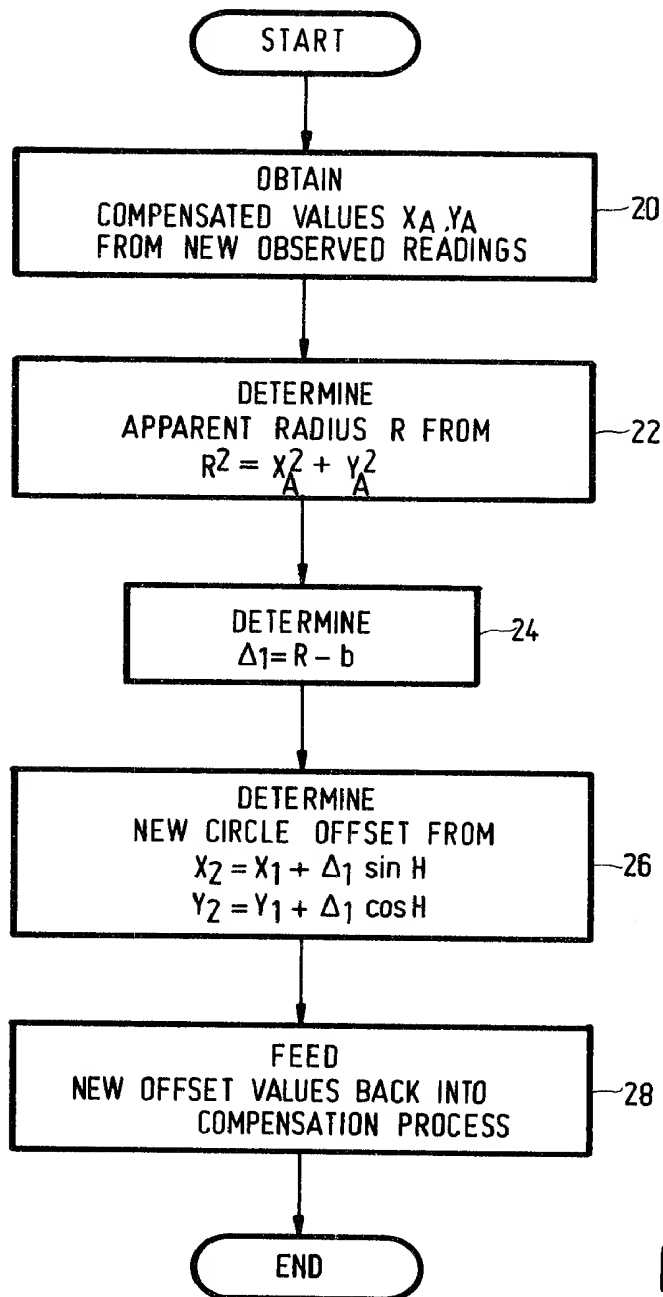 START
OBTAIN
COMPENSATED VALUES XA,YA
FROM NEW OBSERVED READINGS
20
DETERMINE
APPARENT RADIUS R FROM
R² = XA² + YA²
22
DETERMINE
Δ1 = R – b
24
DETERMINE
NEW CIRCLE OFFSET FROM
X2 = X1 + Δ1 sin H
Y2 = Y1 + Δ1 cos H
26
FEED
NEW OFFSET VALUES BACK INTO
COMPENSATION PROCESS
28
END